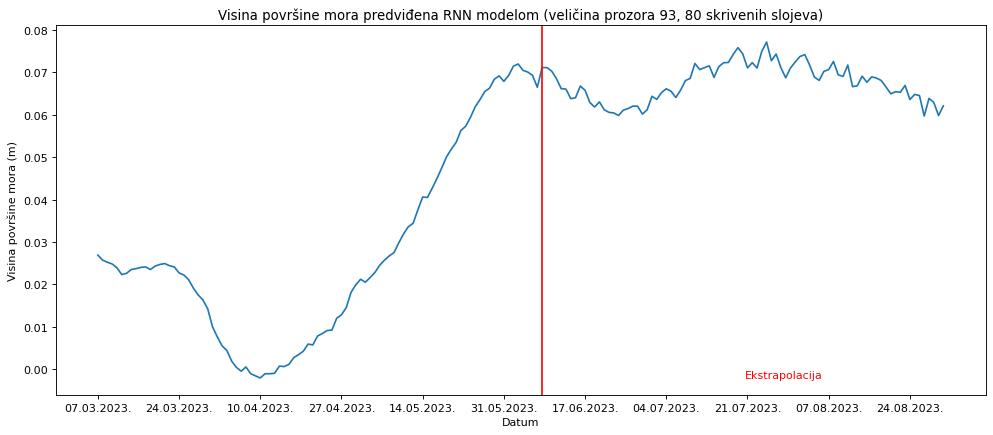 Visina površine mora predviđena RNN modelom (veličina prozora 93, 80 skrivenih slojeva)
0.08
0.07
0.06
0.05
0.04
0.03
0.02
0.01
0.00
Visina površine mora (m)
Ekstrapolacija
07.03.2023. 24.03.2023. 10.04.2023. 27.04.2023. 14.05.2023. 31.05.2023. 17.06.2023. 04.07.2023. 21.07.2023. 07.08.2023. 24.08.2023.
Datum